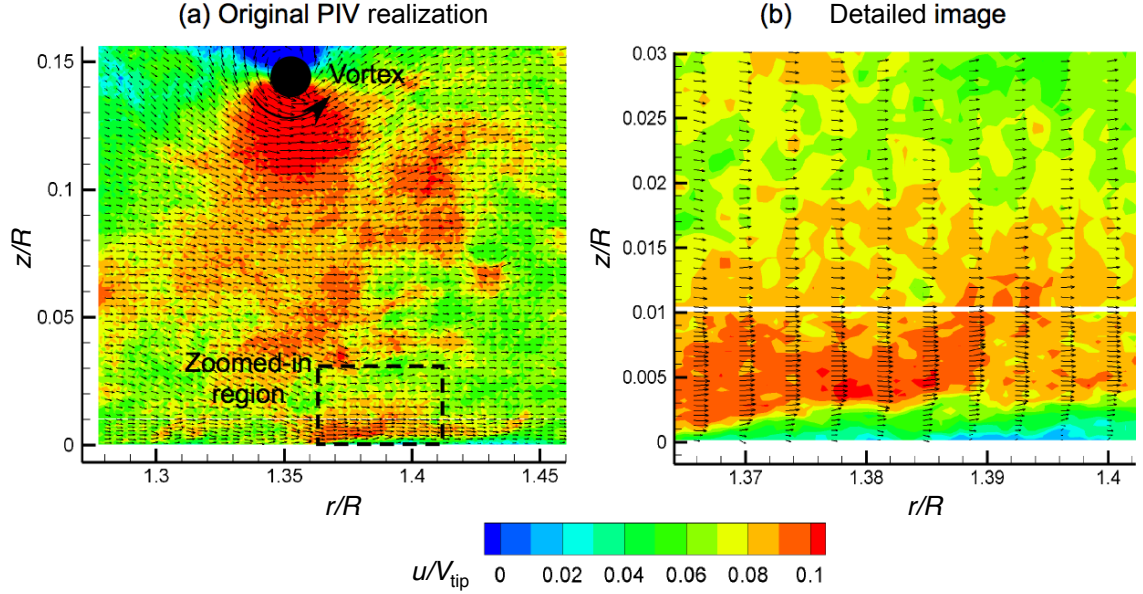 (a) Original PIV realization
(b) Detailed image
0.15
0.1
0.05
0
z/R
Vortex
Zoomed-in
region
1.3
1.35
1.4
1.45
r/R
0.03
0.025
0.02
0.015
0.01
0.005
0
z/R
1.37
1.38
1.39
1.4
r/R
u/Vtip
0
0.02
0.04
0.06
0.08
0.1